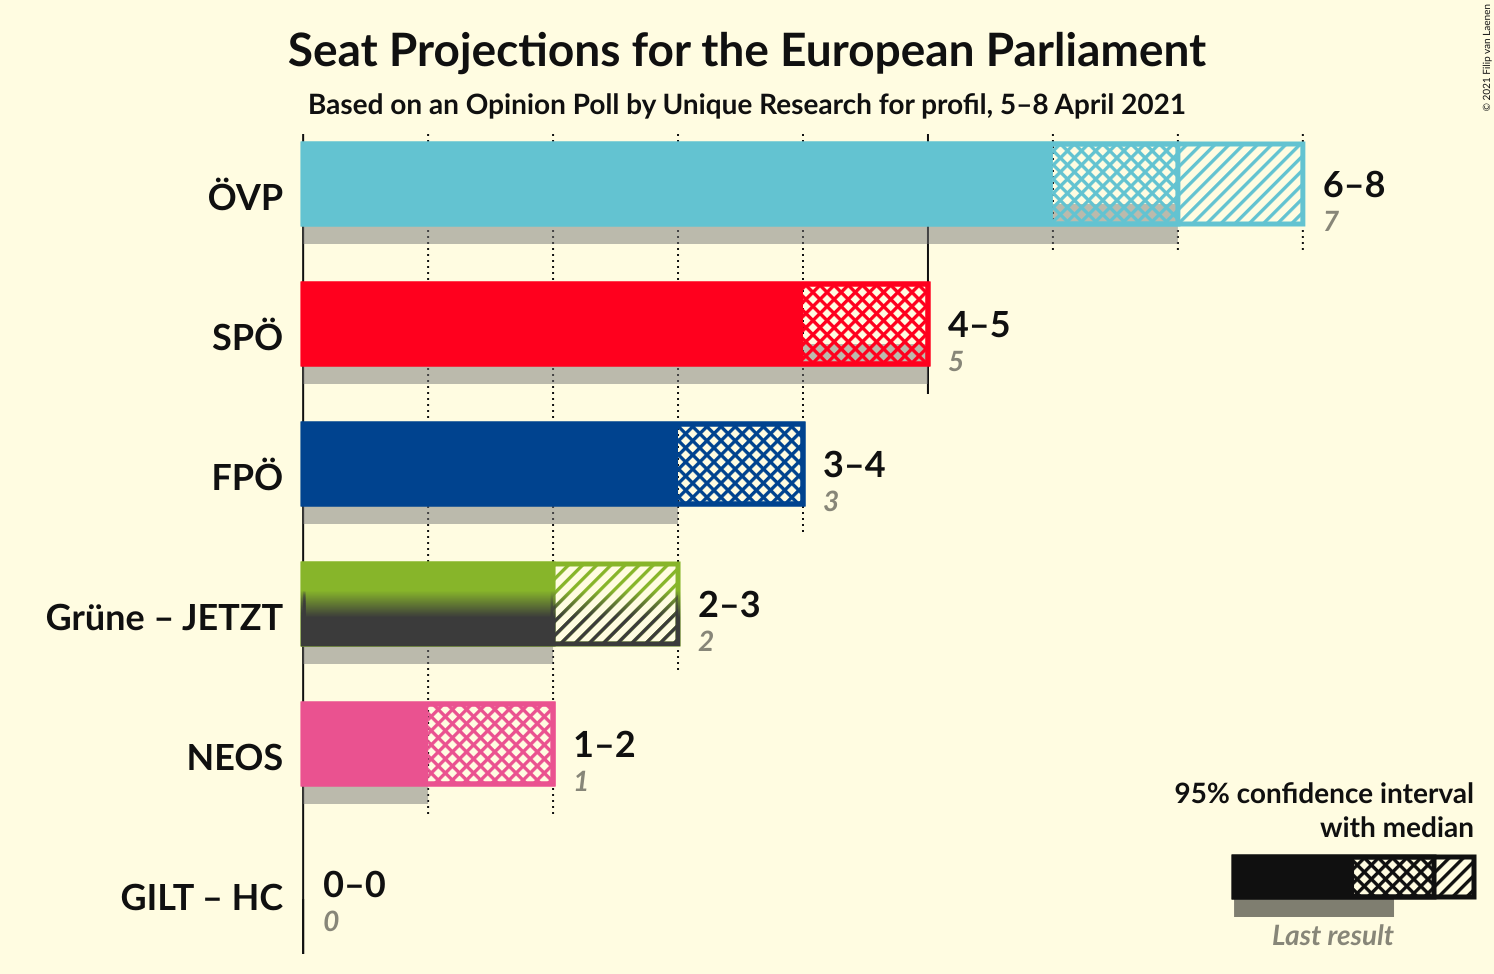 Seat Projections for the European Parliament
Based on an Opinion Poll by Unique Research for profil, 5–8 April 2021
© 2021 Filip van Laenen
ÖVP
6–8
7
SPÖ
4–5
5
FPÖ
3–4
3
Grüne – JETZT
2–3
2
NEOS
1–2
1
GILT – HC
0–0
0
95% confidence interval
with median
Last result